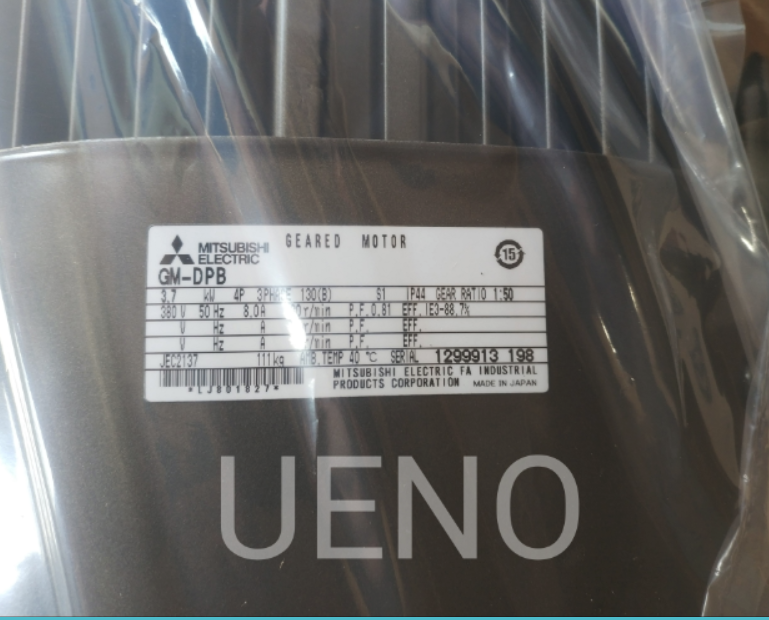 MITSUBISHI
ELECTRIC
GEARED MOTOR
15
GM-DPB
3.7 kW 4P 130(B) S1 IP44 GEAR RATIO 1:50
380 V 50 Hz 8.0A r/min P.F. 0.81 EFF. IE3-88.7%
V Hz A r/min P.F. EFF.
V Hz A r/min P.F. EFF.
JEC2137 111kg AMB.TEMP 40 ℃ SERIAL 1299913 198
MITSUBISHI ELECTRIC FA INDUSTRIAL
PRODUCTS CORPORATION MADE IN JAPAN
UENO